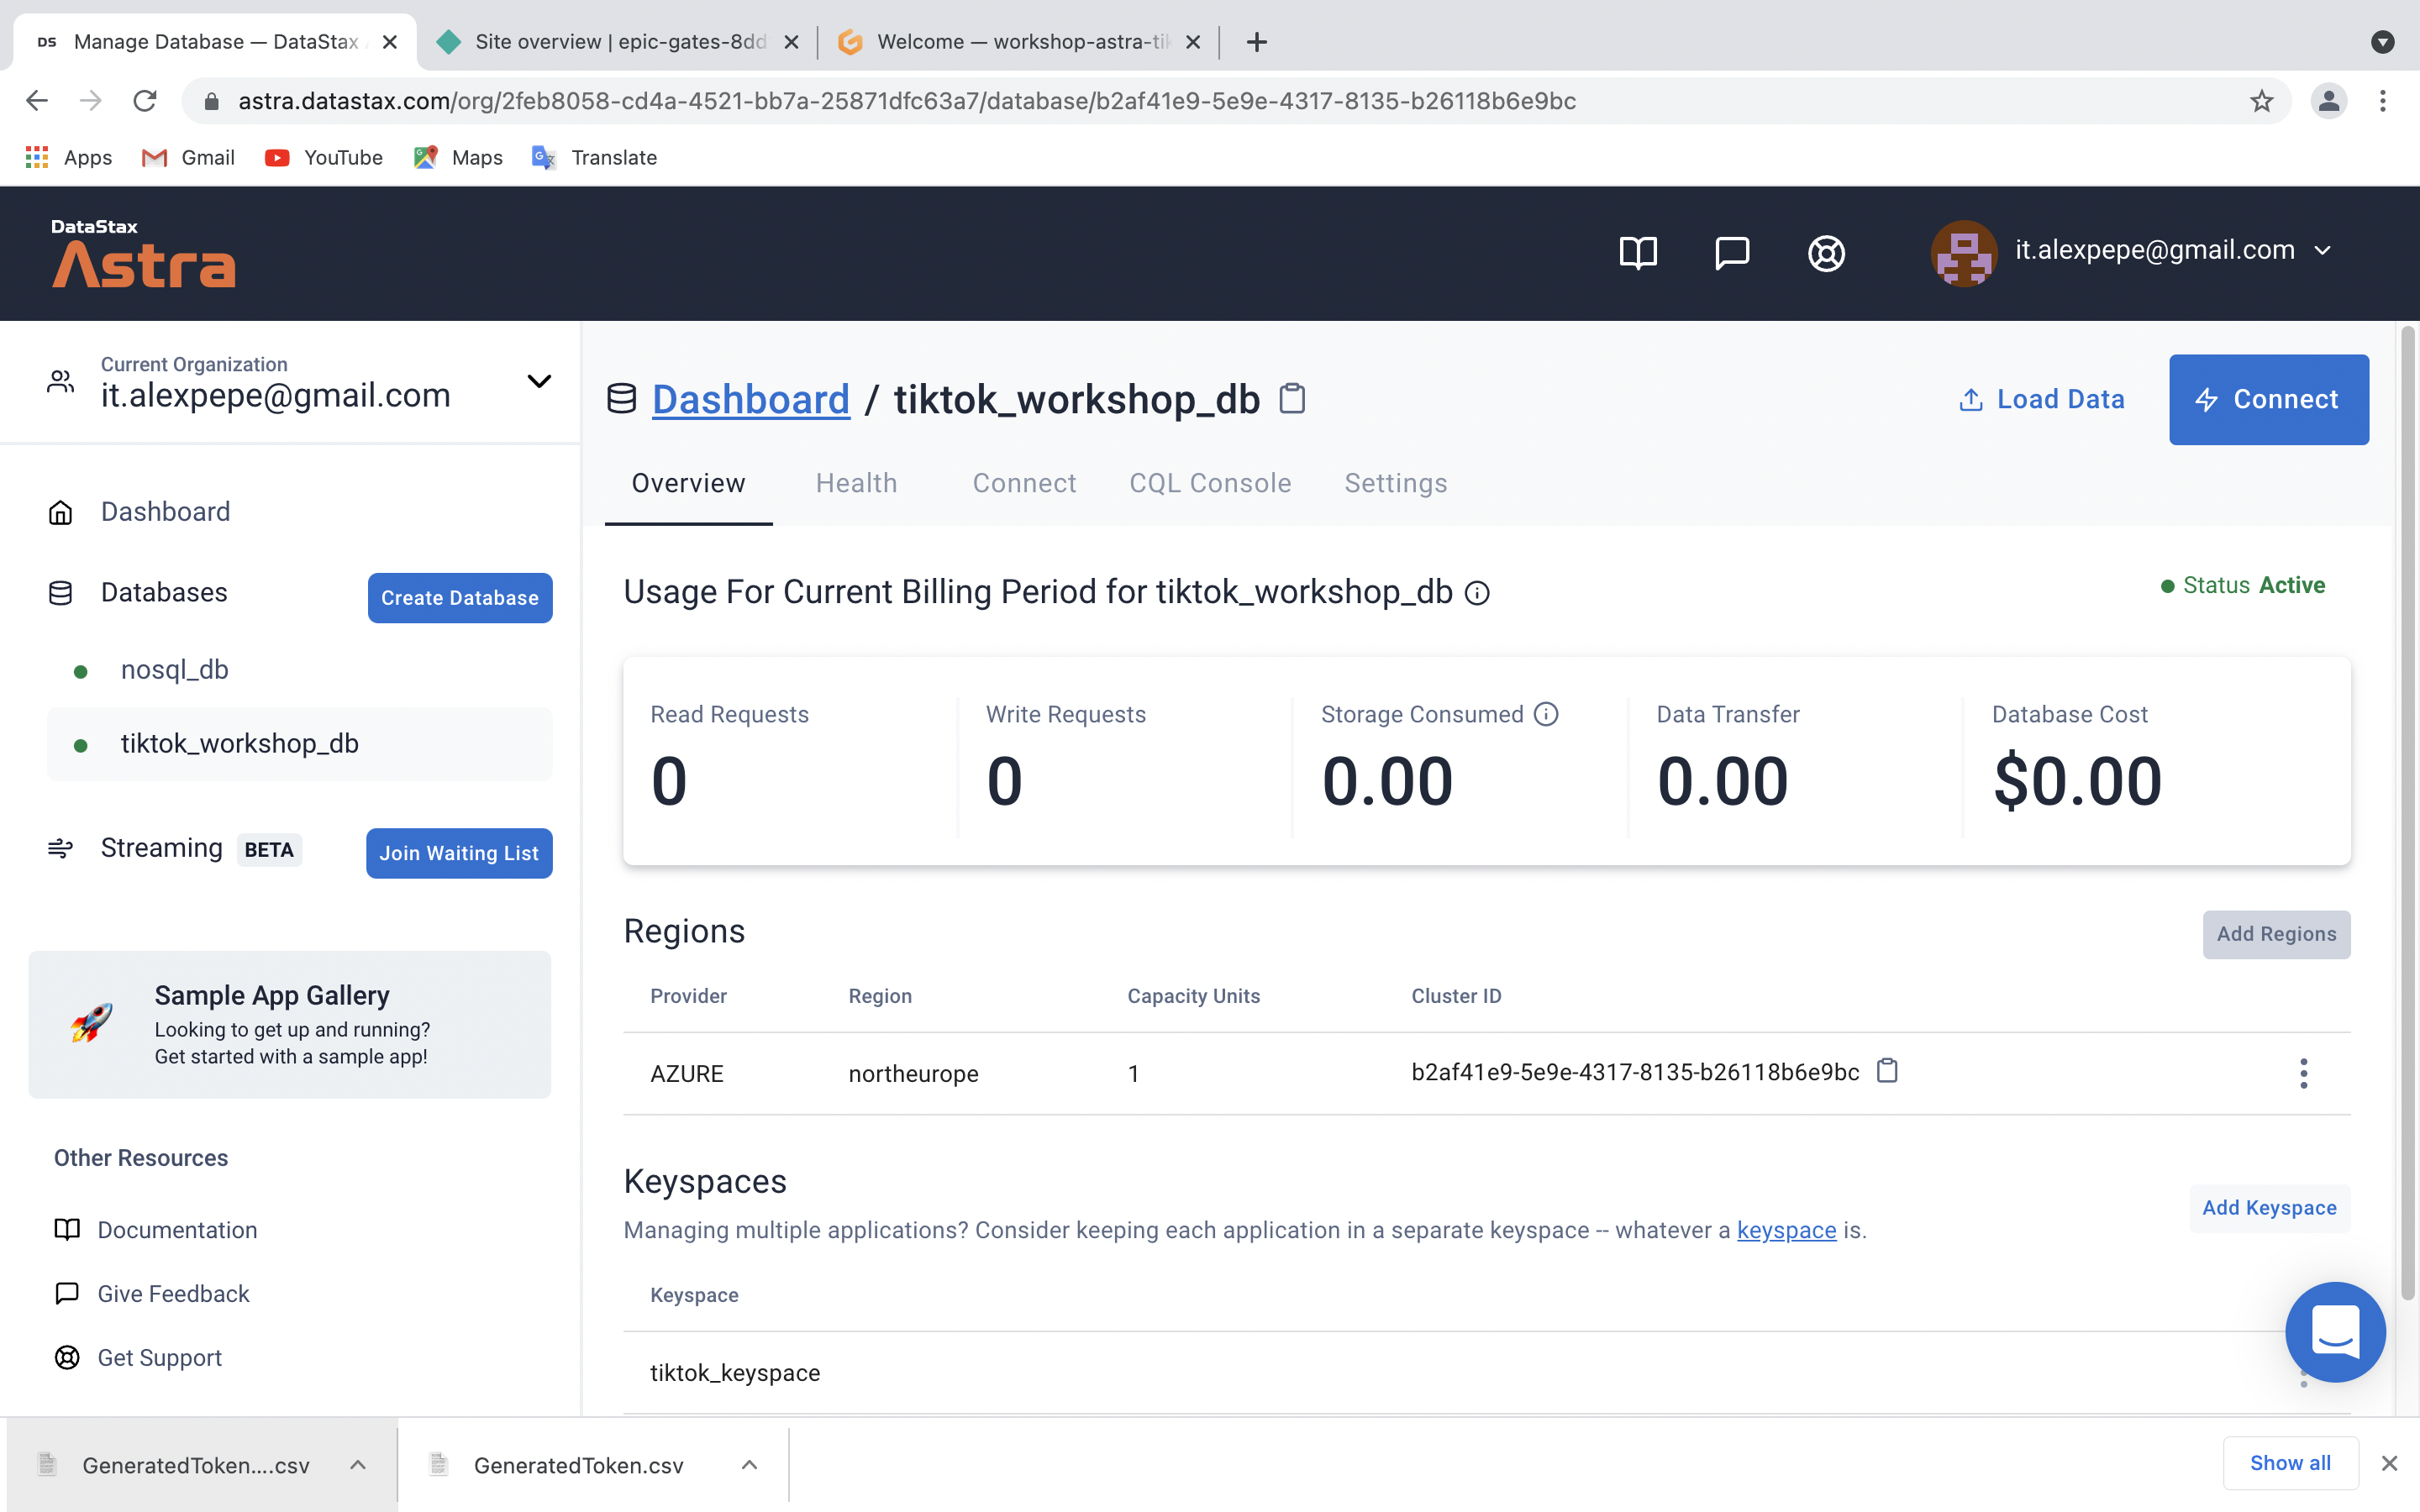 DS Manage Database — DataStax
Site overview | epic-gates-8dd
Welcome — workshop-astra-tik
astra.datastax.com/org/2feb8058-cd4a-4521-bb7a-25871dfc63a7/database/b2af41e9-5e9e-4317-8135-b26118b6e9bc
Apps
Gmail
YouTube
Maps
Translate
DataStax
Astra
it.alexpepe@gmail.com
Current Organization
it.alexpepe@gmail.com
Dashboard
Databases
Create Database
nosql_db
tiktok_workshop_db
Streaming BETA
Join Waiting List
Sample App Gallery
Looking to get up and running?
Get started with a sample app!
Other Resources
Documentation
Give Feedback
Get Support
Dashboard / tiktok_workshop_db
Load Data
Connect
Overview
Health
Connect
CQL Console
Settings
Usage For Current Billing Period for tiktok_workshop_db
Status Active
Read Requests
0
Write Requests
0
Storage Consumed
0.00
Data Transfer
0.00
Database Cost
$0.00
Regions
Add Regions
Provider Region Capacity Units Cluster ID
AZURE northeurope 1 b2af41e9-5e9e-4317-8135-b26118b6e9bc
Keyspaces
Managing multiple applications? Consider keeping each application in a separate keyspace -- whatever a keyspace is.
Add Keyspace
Keyspace
tiktok_keyspace
GeneratedToken....csv
GeneratedToken.csv
Show all